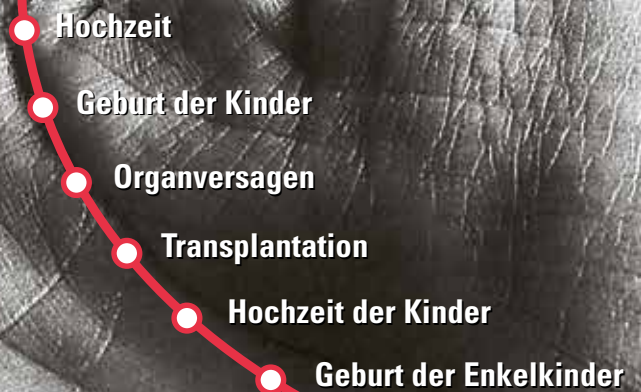 Hochzeit
Geburt der Kinder
Organversagen
Transplantation
Hochzeit der Kinder
Geburt der Enkelkinder